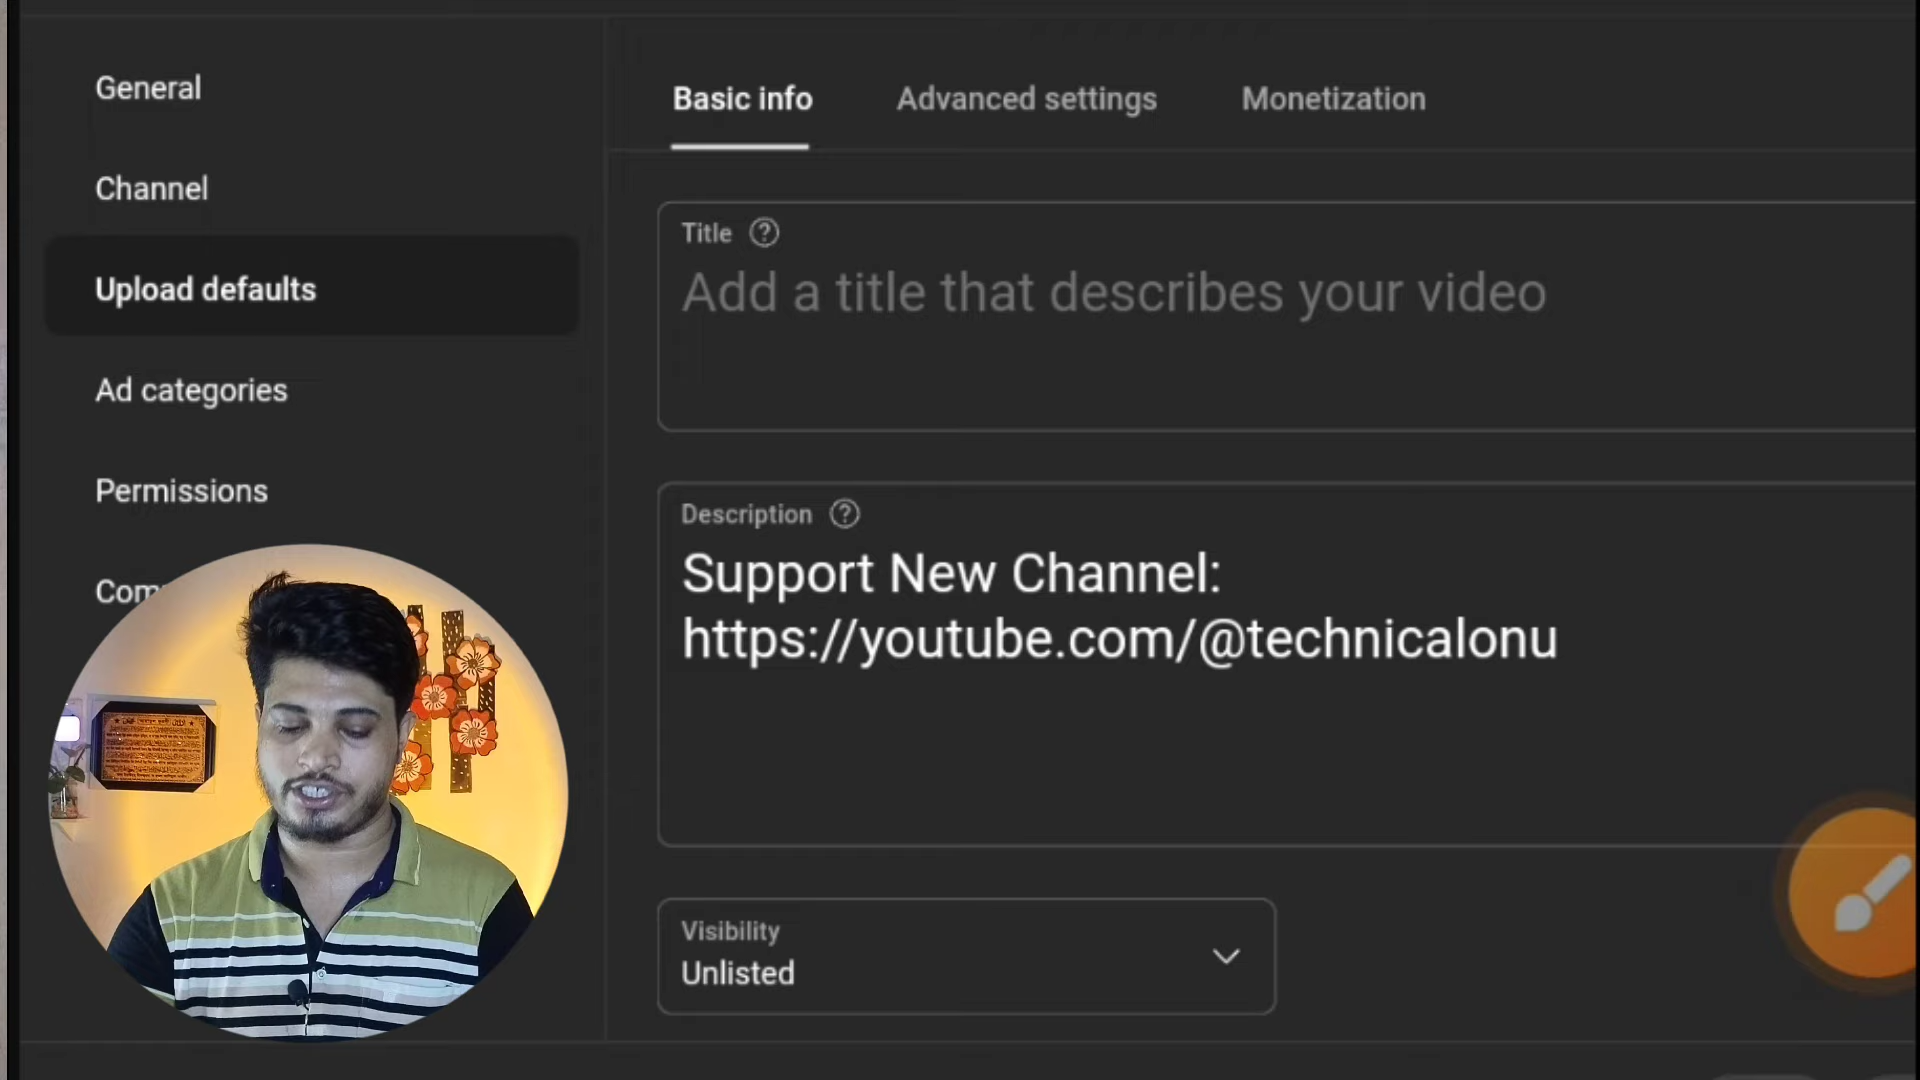 General
Channel
Upload defaults
Ad categories
Permissions
Com
Basic info
Advanced settings
Monetization
Title
Add a title that describes your video
Description
Support New Channel:
https://youtube.com/@technicalonu
Visibility
Unlisted